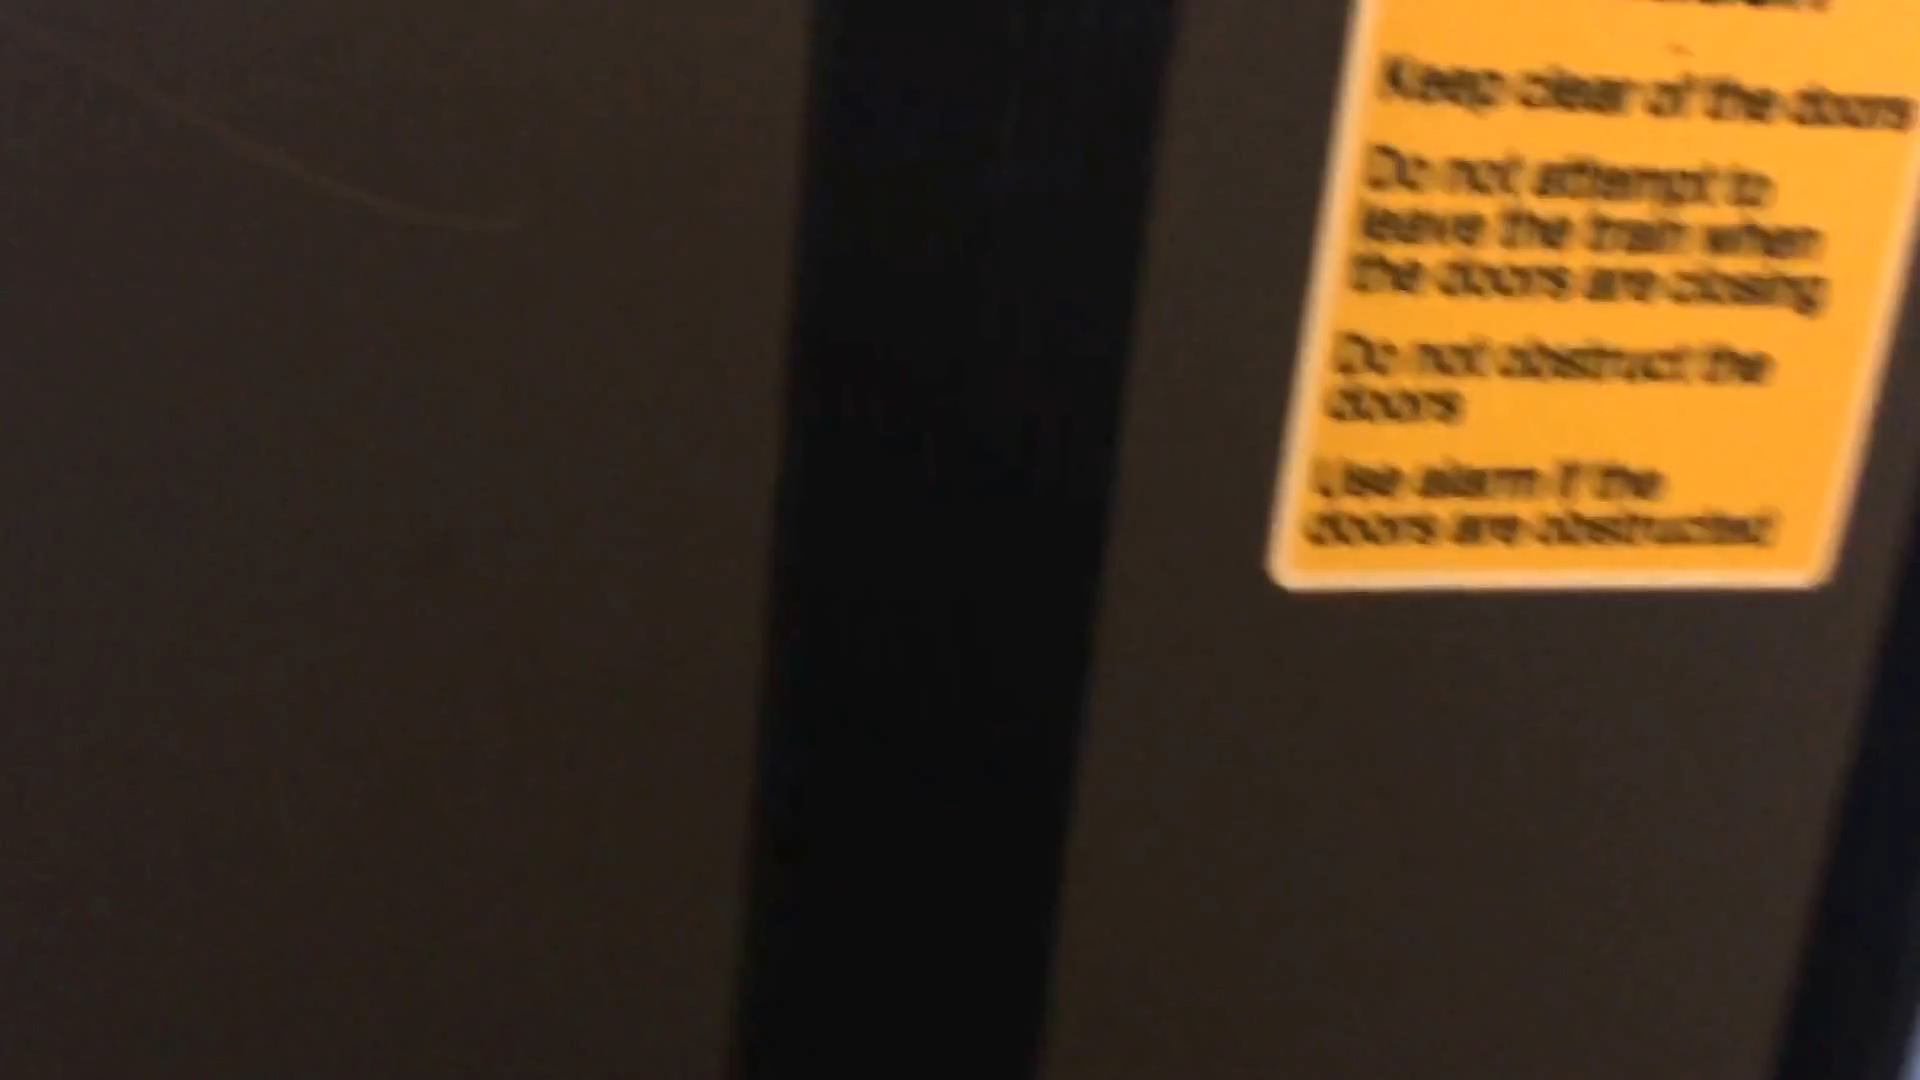 Keep clear of the doors
Do not attempt to
leave the train when
the doors are closing
Do not obstruct the
doors
Use alarm if the
doors are obstructed